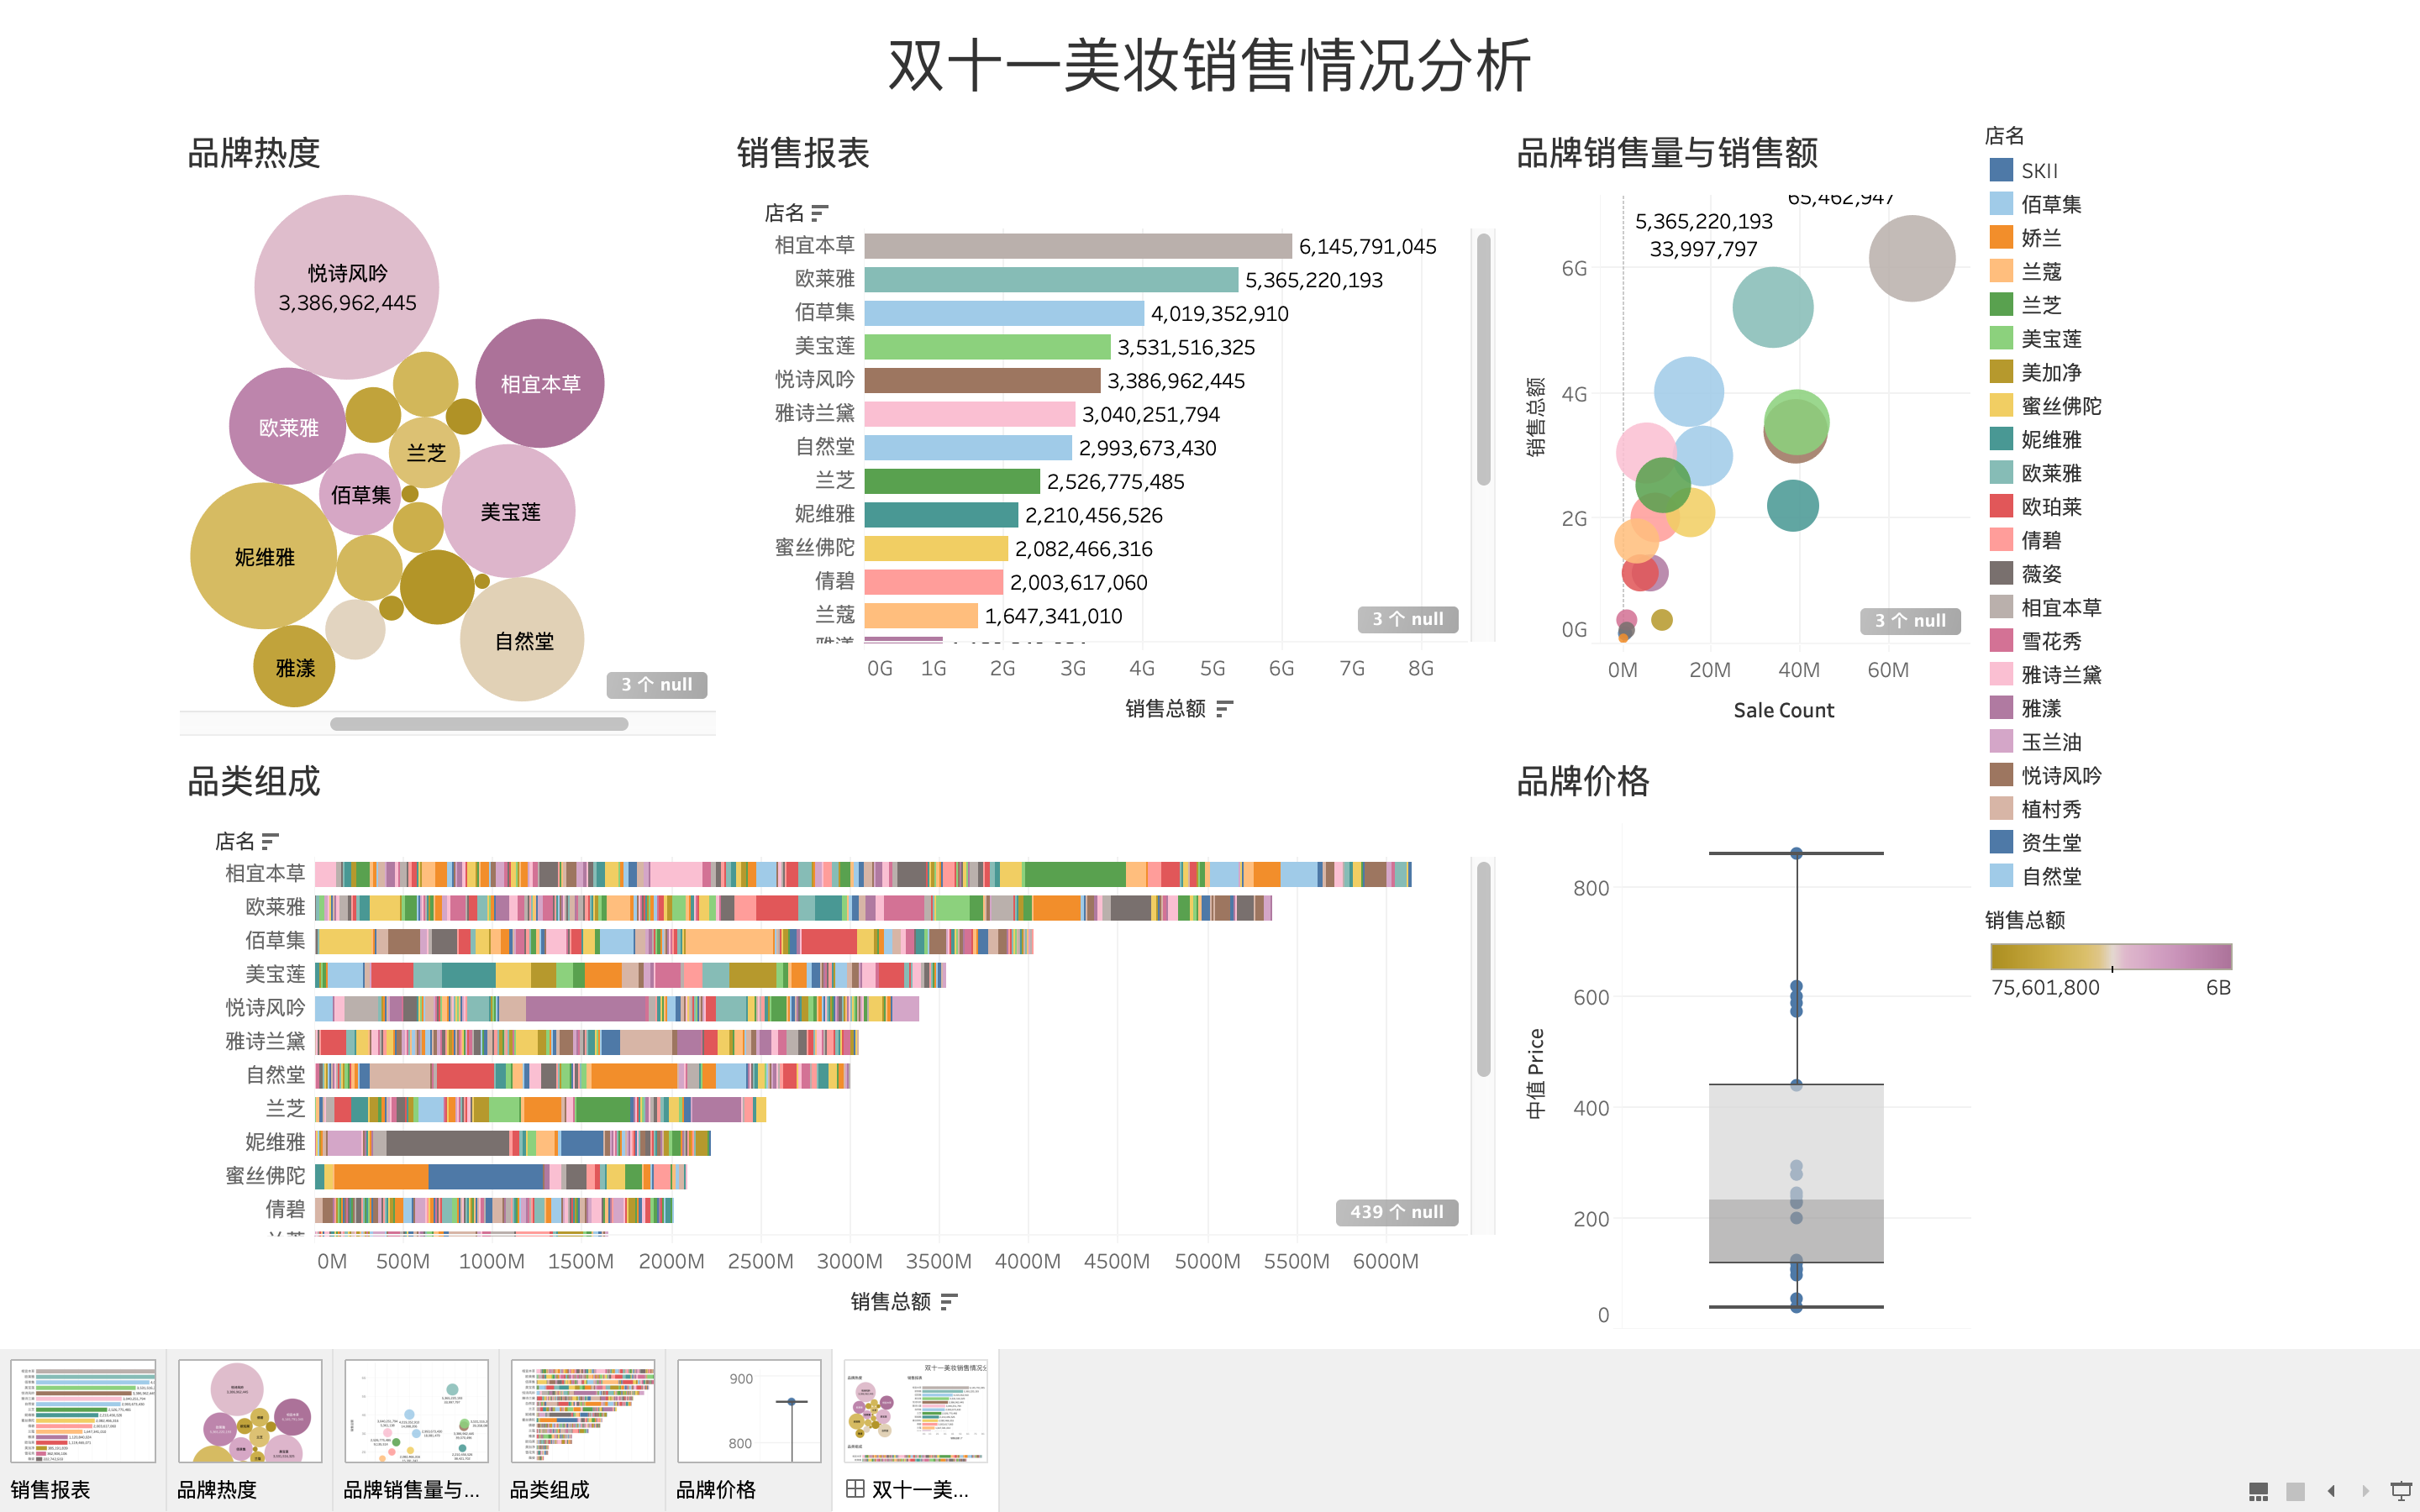 双十一美妆销售情况分析
品牌热度
悦诗风吟
3,386,962,445
相宜本草
欧莱雅
兰芝
佰草集
美宝莲
妮维雅
自然堂
雅漾
3 个 null
销售报表
店名
相宜本草 6,145,791,045
欧莱雅 5,365,220,193
佰草集 4,019,352,910
美宝莲 3,531,516,325
悦诗风吟 3,386,962,445
雅诗兰黛 3,040,251,794
自然堂 2,993,673,430
兰芝 2,526,775,485
妮维雅 2,210,456,526
蜜丝佛陀 2,082,466,316
倩碧 2,003,617,060
兰蔻 1,647,341,010
雅漾
3 个 null
0G 1G 2G 3G 4G 5G 6G 7G 8G
销售总额
品牌销售量与销售额
65,462,947
5,365,220,193
33,997,797
6G
4G
2G
0G
销售总额
3 个 null
0M 20M 40M 60M
Sale Count
店名
SKII
佰草集
娇兰
兰蔻
兰芝
美宝莲
美加净
蜜丝佛陀
妮维雅
欧莱雅
欧珀莱
倩碧
薇姿
相宜本草
雪花秀
雅诗兰黛
雅漾
玉兰油
悦诗风吟
植村秀
资生堂
自然堂
销售总额
75,601,800 6B
品类组成
店名
相宜本草
欧莱雅
佰草集
美宝莲
悦诗风吟
雅诗兰黛
自然堂
兰芝
妮维雅
蜜丝佛陀
倩碧
439 个 null
0M 500M 1000M 1500M 2000M 2500M 3000M 3500M 4000M 4500M 5000M 5500M 6000M
销售总额
品牌价格
800
600
400
200
0
中值 Price
900
800
双十一美妆销售情况分
销售报表
品牌热度
品牌销售量与...
品类组成
品牌价格
双十一美...